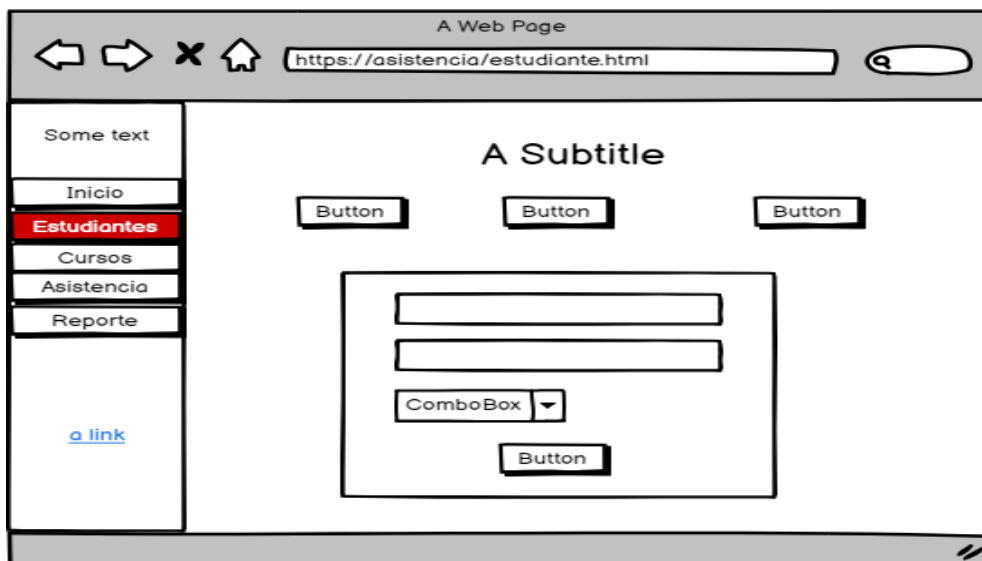 A Web Page
https://asistencia/estudiante.html
Some text
Inicio
Estudiantes
Cursos
Asistencia
Reporte
a link
A Subtitle
Button
Button
Button
ComboBox
Button